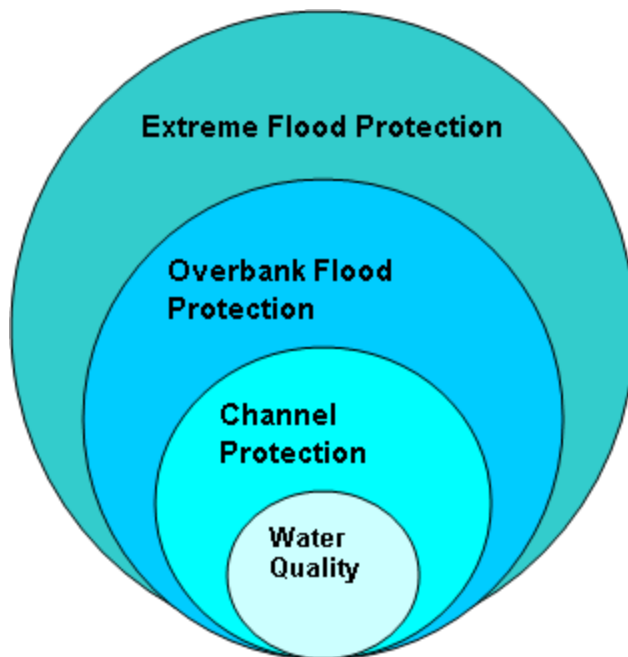 Extreme Flood Protection
Overbank Flood
Protection
Channel
Protection
Water
Quality